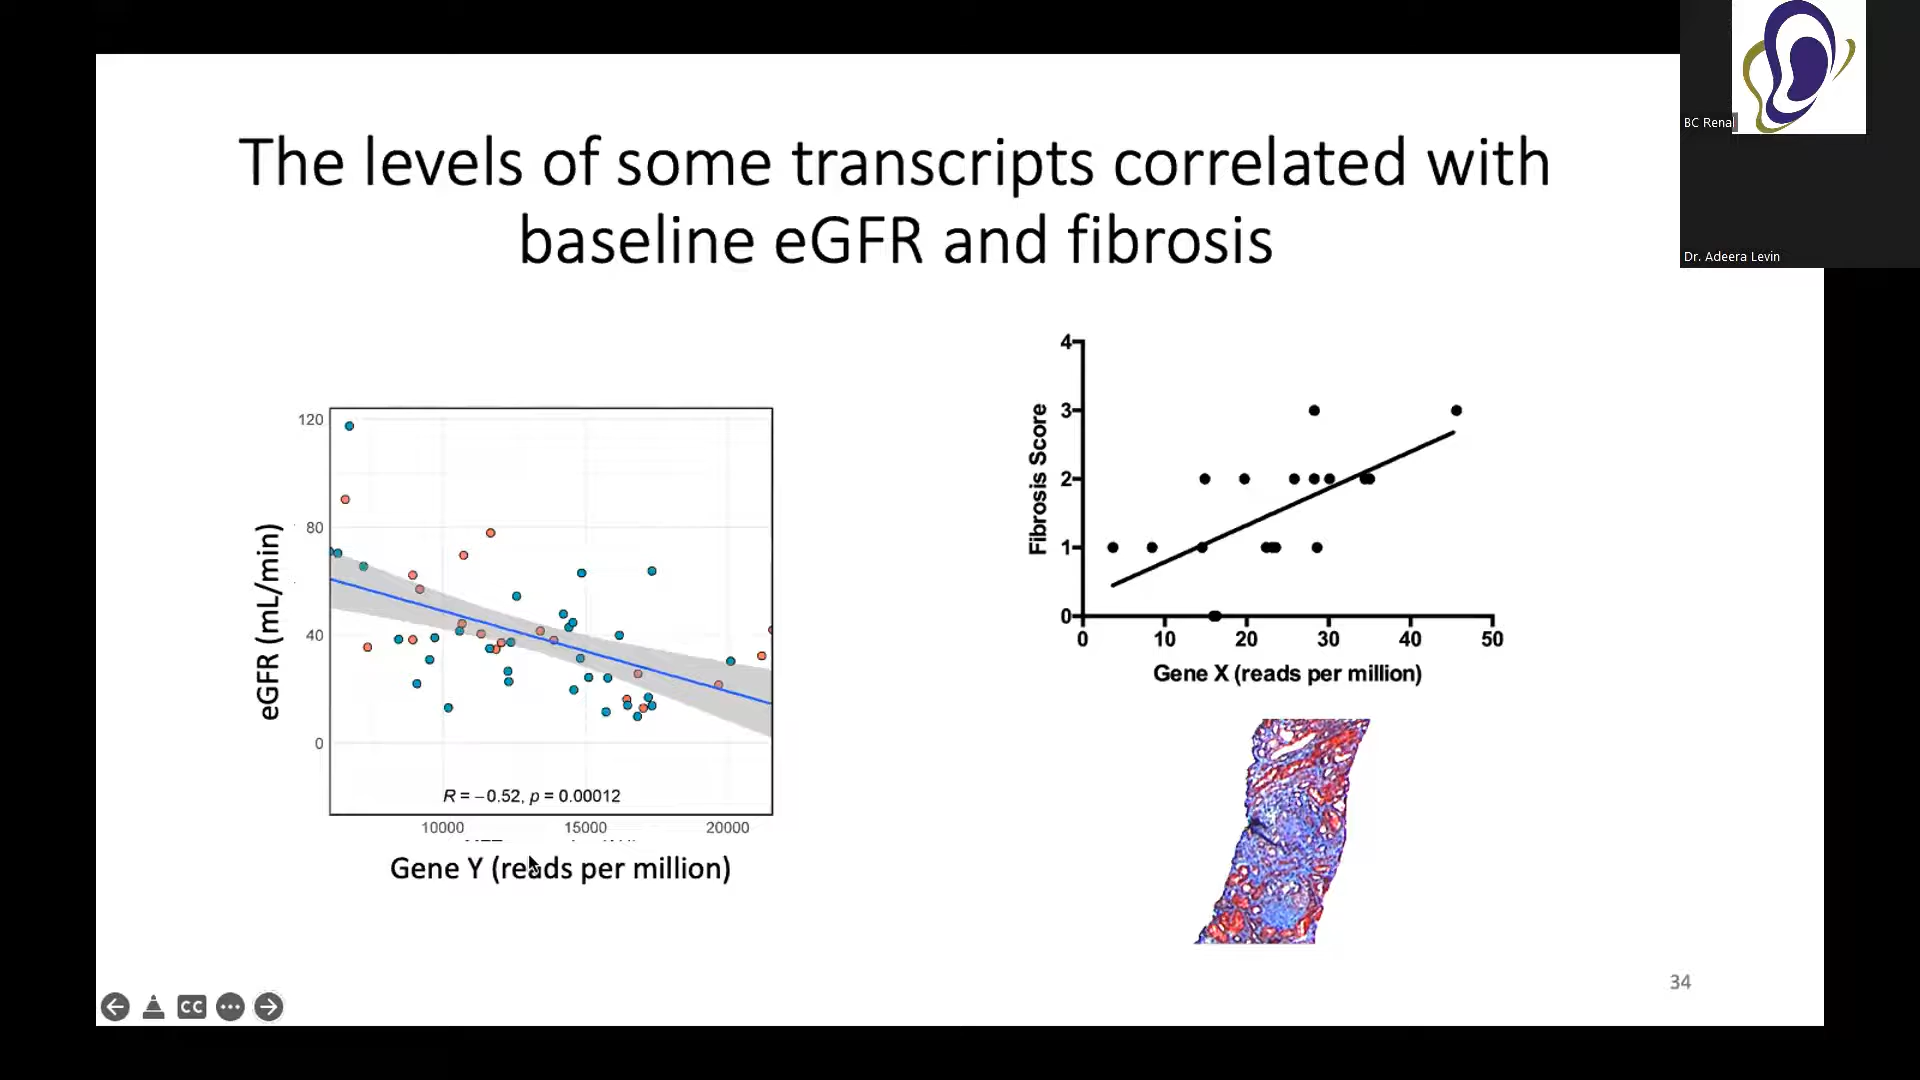 BC Renal
Dr. Adeera Levin
The levels of some transcripts correlated with
baseline eGFR and fibrosis
120
80
40
0
eGFR (mL/min)
R = −0.52, p = 0.00012
10000 15000 20000
Gene Y (reads per million)
4
3
2
1
0
Fibrosis Score
0 10 20 30 40 50
Gene X (reads per million)
34
CC